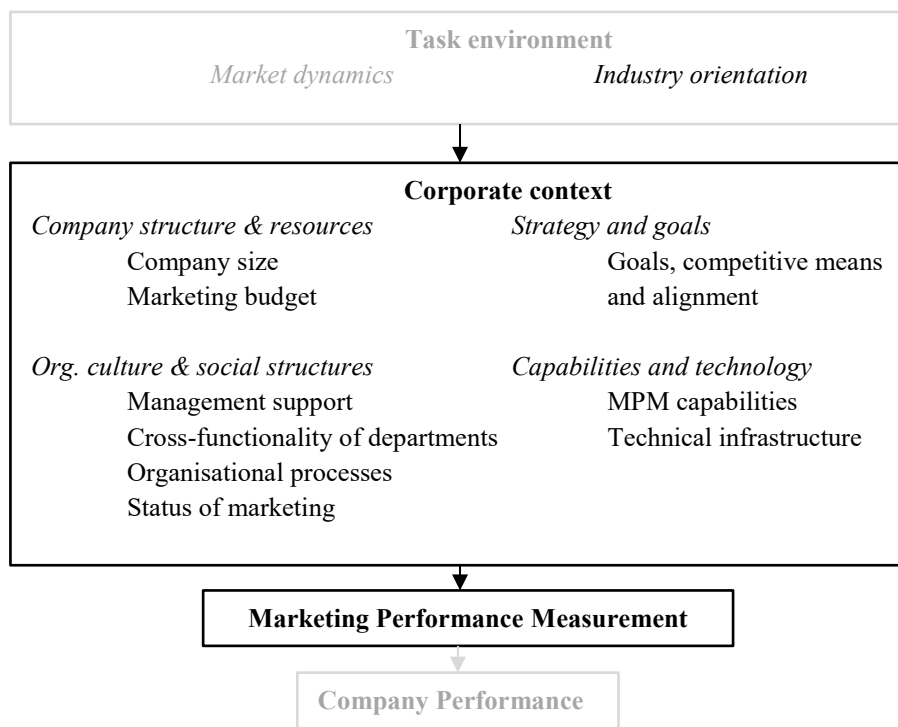 Task environment
Market dynamics Industry orientation
Corporate context
Company structure & resources Strategy and goals
Company size Goals, competitive means
Marketing budget and alignment
Org. culture & social structures Capabilities and technology
Management support MPM capabilities
Cross-functionality of departments Technical infrastructure
Organisational processes
Status of marketing
Marketing Performance Measurement
Company Performance